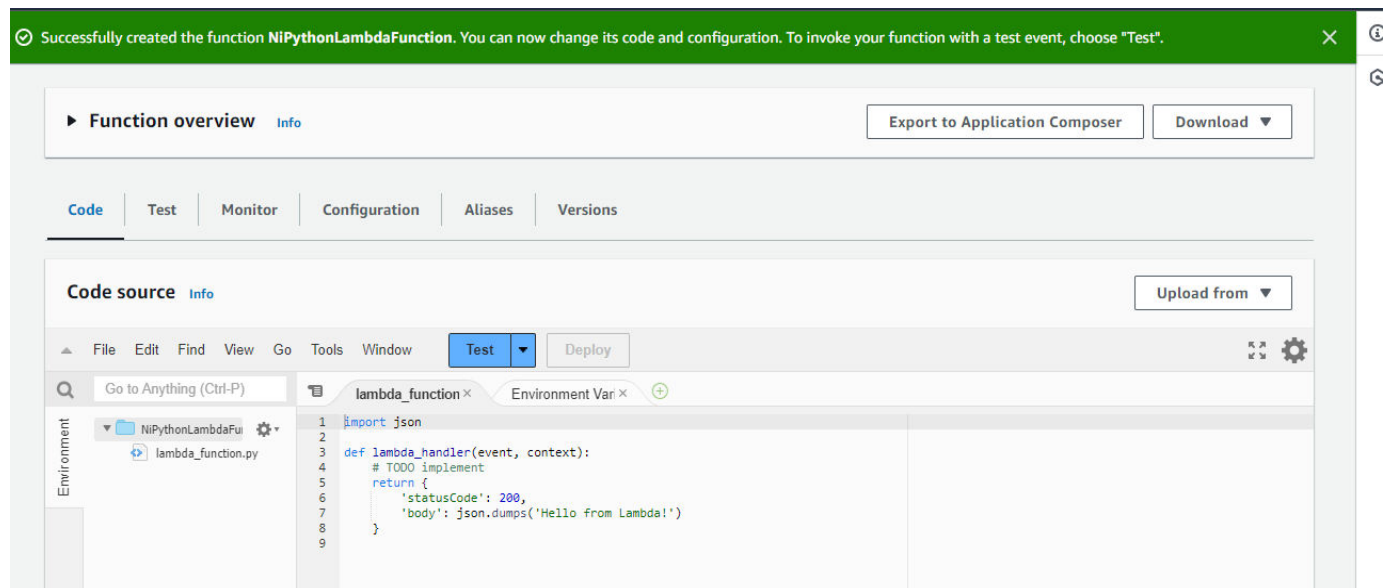 Successfully created the function NiPythonLambdaFunction. You can now change its code and configuration. To invoke your function with a test event, choose "Test".
Function overview Info
Export to Application Composer
Download
Code
Test
Monitor
Configuration
Aliases
Versions
Code source Info
Upload from
File Edit Find View Go Tools Window
Test
Deploy
Go to Anything (Ctrl-P)
lambda_function
Environment Vari
Environment
NiPythonLambdaFu
lambda_function.py
1 import json
2
3 def lambda_handler(event, context):
4     # TODO implement
5     return {
6         'statusCode': 200,
7         'body': json.dumps('Hello from Lambda!')
8     }
9